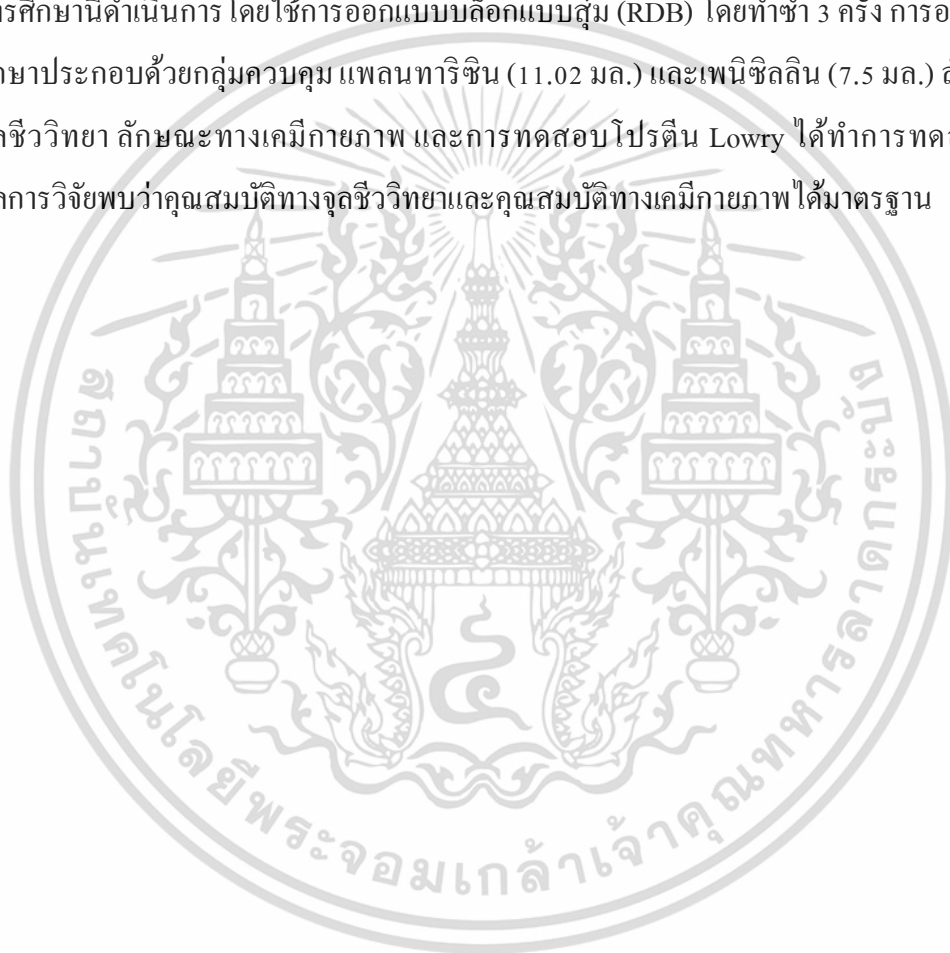 ารศึกษานี้ดำเนินการโดยใช้การออกแบบบล็อกแบบสุ่ม (RDB) โดยทำซ้ำ 3 ครั้ง การอ
ษาประกอบด้วยกลุ่มควบคุม แพลนทาริซิน (11.02 มล.) และเพนิซิลลิน (7.5 มล.)
ลชีววิทยา ลักษณะทางเคมีกายภาพ และการทดสอบโปรตีน Lowry ได้ทำการทด
การวิจัยพบว่าคุณสมบัติทางจุลชีววิทยาและคุณสมบัติทางเคมีกายภาพได้มาตรฐาน
สถาบันเทคโนโลยีพระจอมเกล้าเจ้าคุณทหารลาดกระบัง